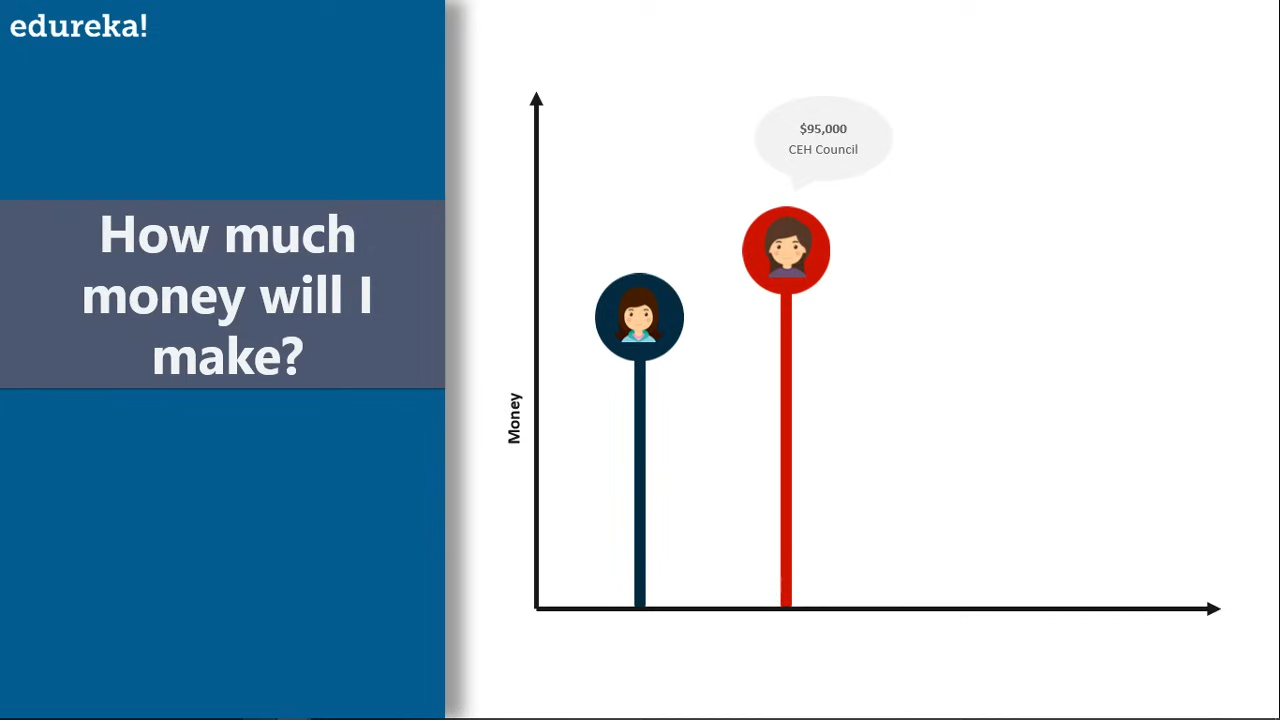 edureka!
How much
money will I
make?
$95,000
CEH Council
Money